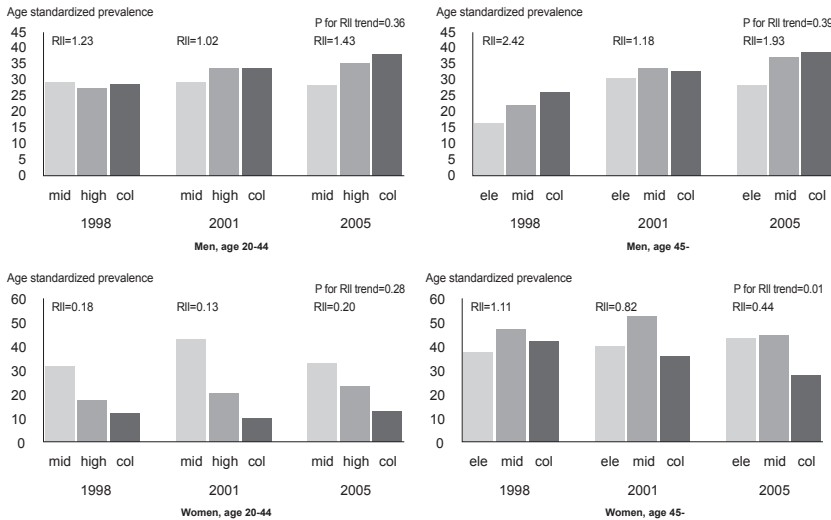 Age standardized prevalence
P for RII trend=0.36
RII=1.23
RII=1.02
RII=1.43
45
40
35
30
25
20
15
10
5
0
mid high col
mid high col
mid high col
1998
2001
2005
Men, age 20-44
Age standardized prevalence
P for RII trend=0.39
RII=2.42
RII=1.18
RII=1.93
45
40
35
30
25
20
15
10
5
0
ele mid col
ele mid col
ele mid col
1998
2001
2005
Men, age 45-
Age standardized prevalence
P for RII trend=0.28
RII=0.18
RII=0.13
RII=0.20
60
50
40
30
20
10
0
mid high col
mid high col
mid high col
1998
2001
2005
Women, age 20-44
Age standardized prevalence
P for RII trend=0.01
RII=1.11
RII=0.82
RII=0.44
60
50
40
30
20
10
0
ele mid col
ele mid col
ele mid col
1998
2001
2005
Women, age 45-